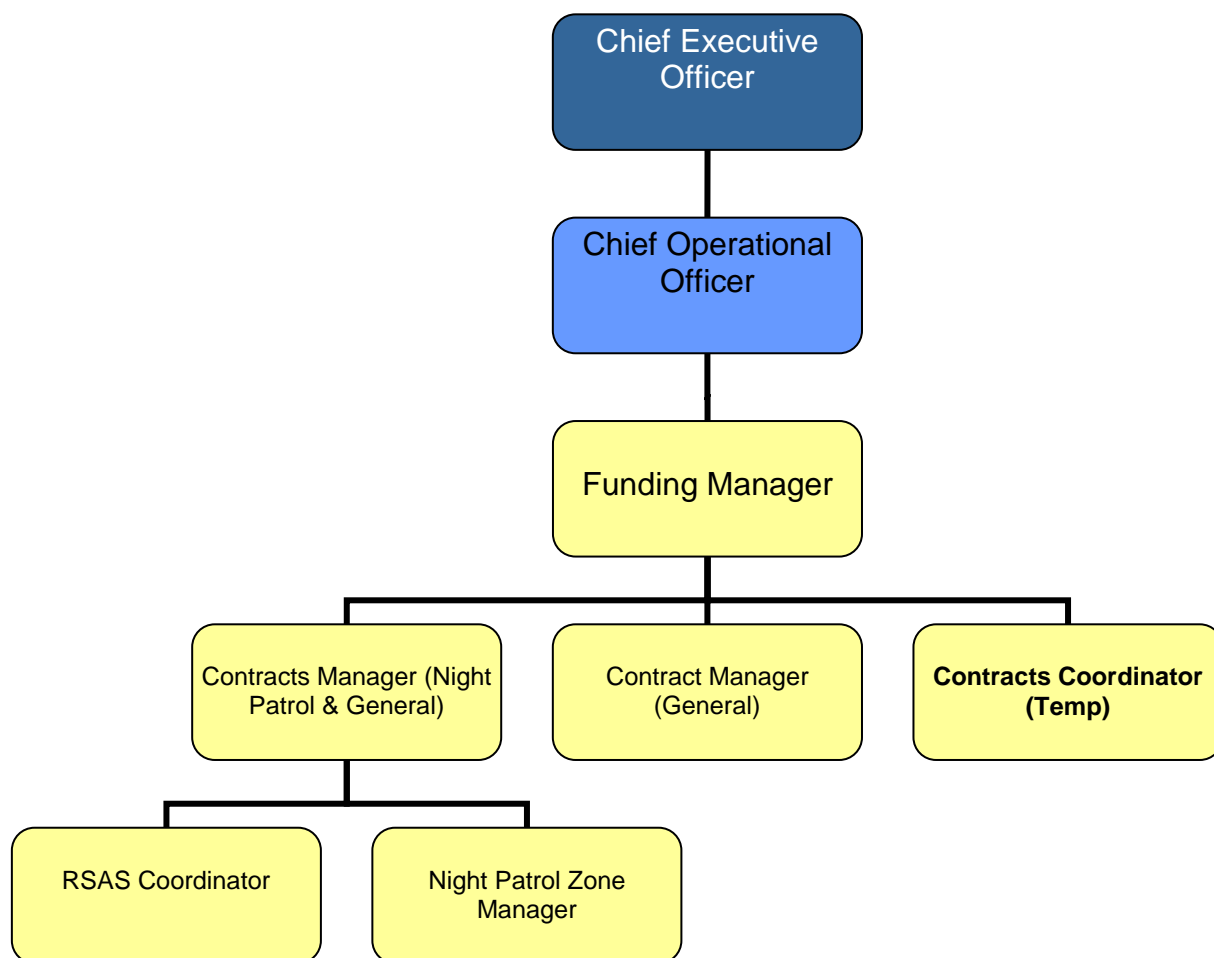 Chief Executive
Officer
Chief Operational
Officer
Funding Manager
Contracts Manager (Night
Patrol & General)
Contract Manager
(General)
Contracts Coordinator
(Temp)
RSAS Coordinator
Night Patrol Zone
Manager